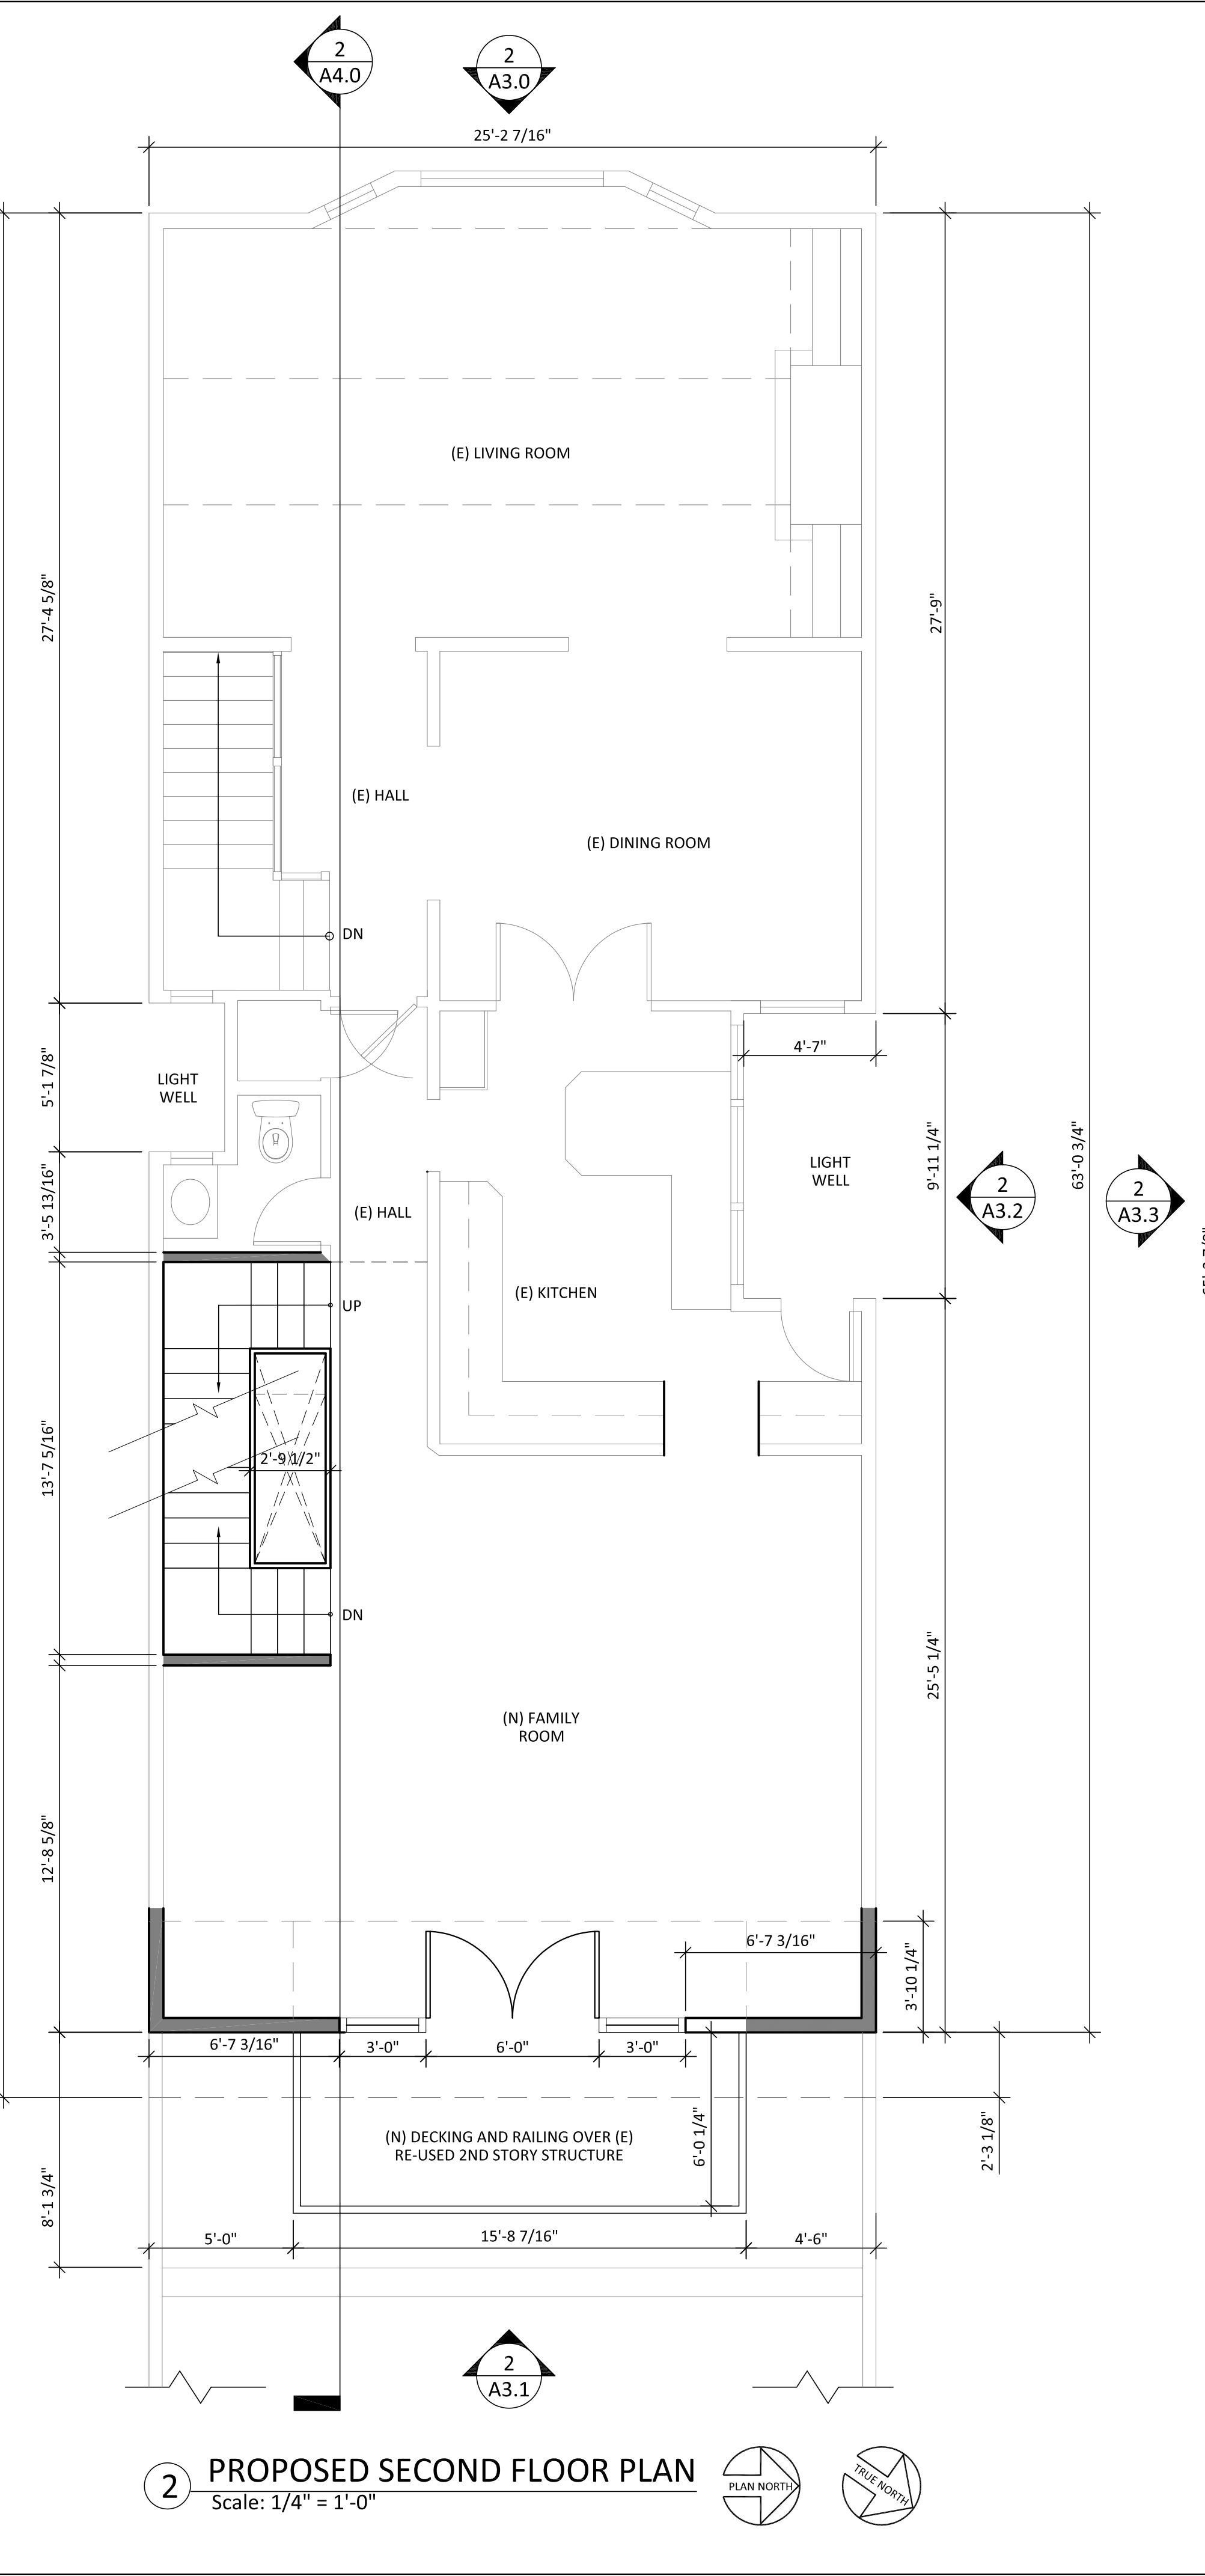 2
A4.0
2
A3.0
25'-2 7/16"
(E) LIVING ROOM
27'-4 5/8"
27'-9"
(E) HALL
(E) DINING ROOM
DN
4'-7"
5'-1 7/8"
LIGHT
WELL
9'-11 1/4"
63'-0 3/4"
LIGHT
WELL
2
A3.2
2
A3.3
3'-5 13/16"
(E) HALL
(E) KITCHEN
UP
13'-7 5/16"
2'-9 1/2"
DN
25'-5 1/4"
(N) FAMILY
ROOM
12'-8 5/8"
6'-7 3/16"
3'-10 1/4"
6'-7 3/16"
3'-0"
6'-0"
3'-0"
(N) DECKING AND RAILING OVER (E)
RE-USED 2ND STORY STRUCTURE
6'-0 1/4"
2'-3 1/8"
8'-1 3/4"
5'-0"
15'-8 7/16"
4'-6"
2
A3.1
2
PROPOSED SECOND FLOOR PLAN
Scale: 1/4" = 1'-0"
PLAN NORTH
TRUE NORTH